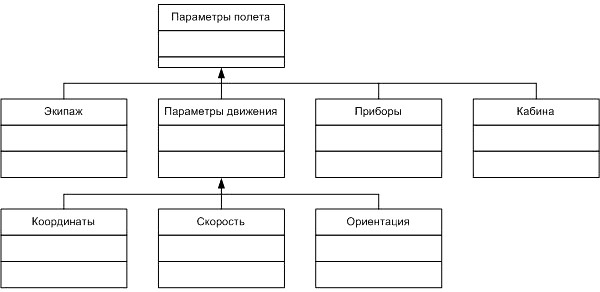 Параметры полета
Экипаж
Параметры движения
Приборы
Кабина
Координаты
Скорость
Ориентация